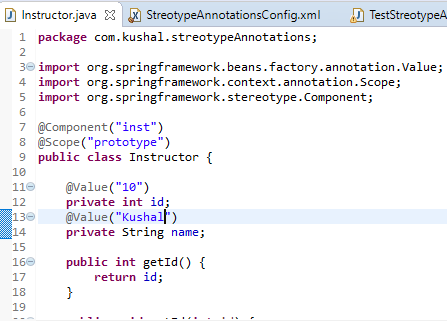 Instructor.java
StreotypeAnnotationsConfig.xml
TestStreotypeA
1 package com.kushal.streotypeAnnotations;
2
3 import org.springframework.beans.factory.annotation.Value;
4 import org.springframework.context.annotation.Scope;
5 import org.springframework.stereotype.Component;
6
7 @Component("inst")
8 @Scope("prototype")
9 public class Instructor {
10
11 @Value("10")
12 private int id;
13 @Value("Kushal")
14 private String name;
15
16 public int getId() {
17 return id;
18 }
19